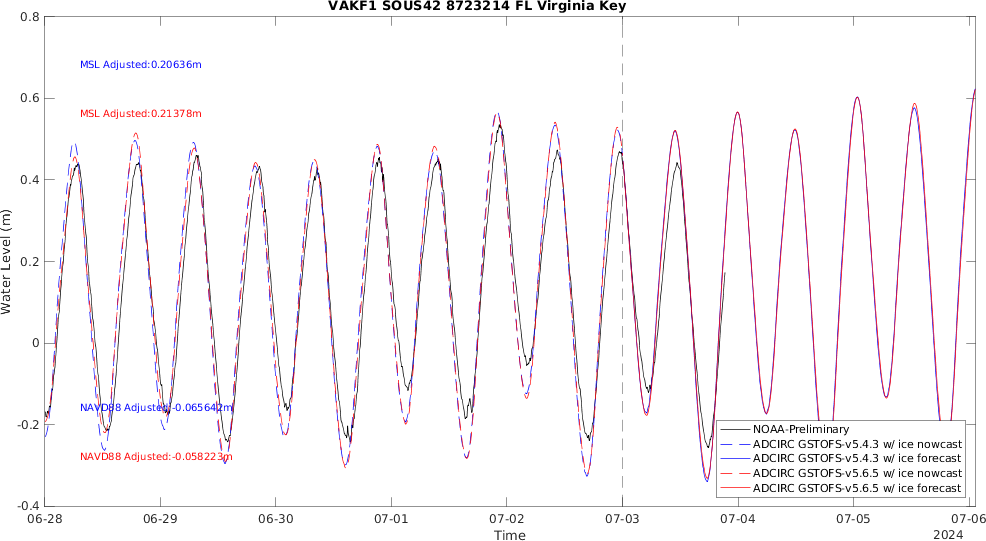 VAKF1 SOUS42 8723214 FL Virginia Key
0.8
0.6
0.4
0.2
0
-0.2
-0.4
Water Level (m)
MSL Adjusted:0.20636m
MSL Adjusted:0.21378m
NAVD88 Adjusted:-0.065642m
NAVD88 Adjusted:-0.058223m
NOAA-Preliminary
ADCIRC GSTOFS-v5.4.3 w/ ice nowcast
ADCIRC GSTOFS-v5.4.3 w/ ice forecast
ADCIRC GSTOFS-v5.6.5 w/ ice nowcast
ADCIRC GSTOFS-v5.6.5 w/ ice forecast
06-28 06-29 06-30 07-01 07-02 07-03 07-04 07-05 07-06
Time
2024